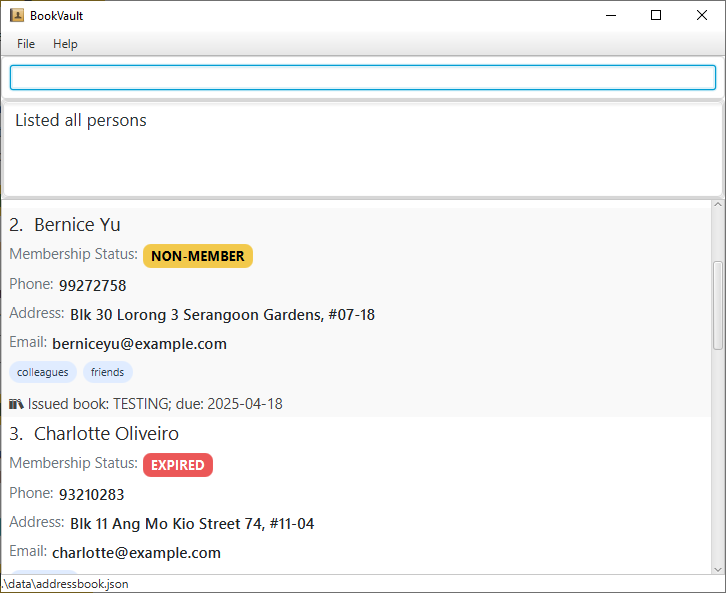 BookVault
File Help
Listed all persons
2. Bernice Yu
Membership Status: NON-MEMBER
Phone: 99272758
Address: Blk 30 Lorong 3 Serangoon Gardens, #07-18
Email: berniceyu@example.com
colleagues friends
Issued book: TESTING; due: 2025-04-18
3. Charlotte Oliveiro
Membership Status: EXPIRED
Phone: 93210283
Address: Blk 11 Ang Mo Kio Street 74, #11-04
Email: charlotte@example.com
.\data\addressbook.json